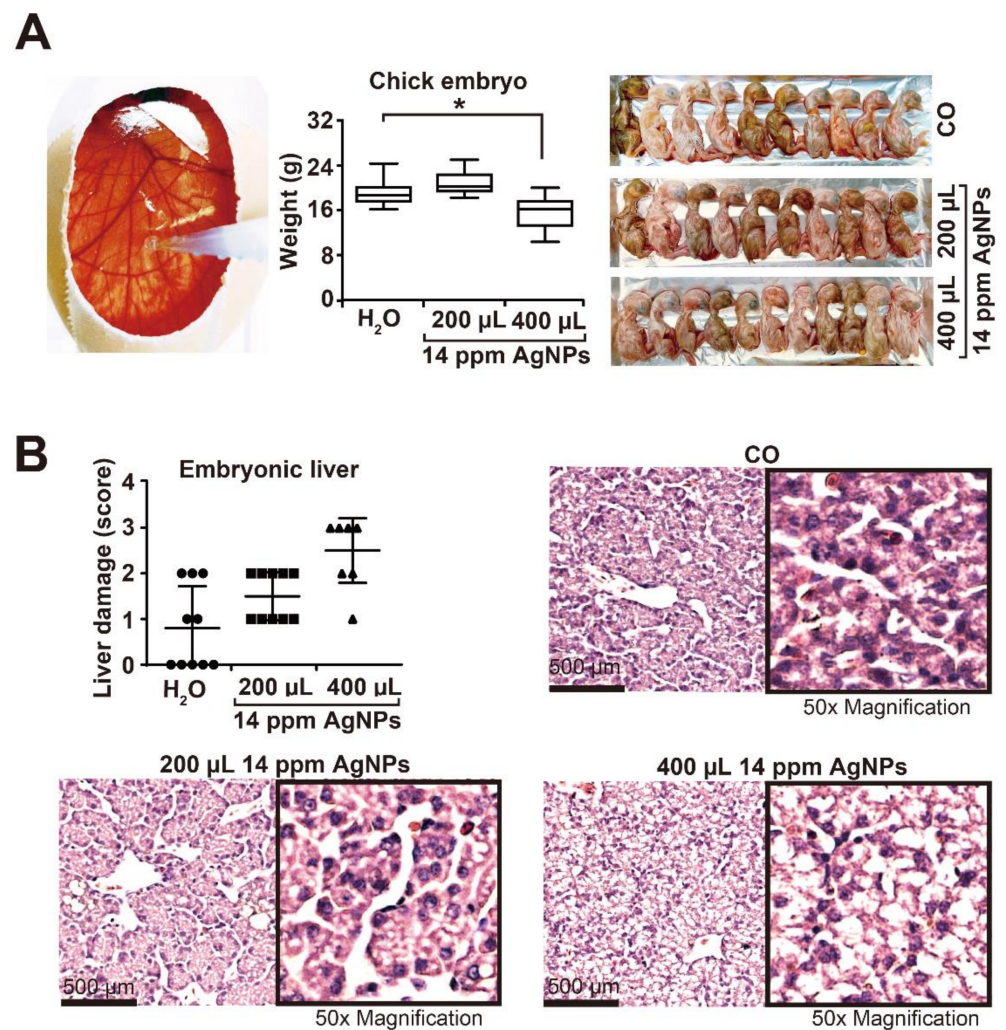 A
Chick embryo
*
Weight (g)
32
24
16
8
0
H₂O
200 µL
400 µL
14 ppm AgNPs
CO
200 µL
400 µL
14 ppm AgNPs
B
Embryonic liver
Liver damage (score)
4
3
2
1
0
H₂O
200 µL
400 µL
14 ppm AgNPs
CO
500 µm
50x Magnification
200 µL 14 ppm AgNPs
500 µm
50x Magnification
400 µL 14 ppm AgNPs
500 µm
50x Magnification